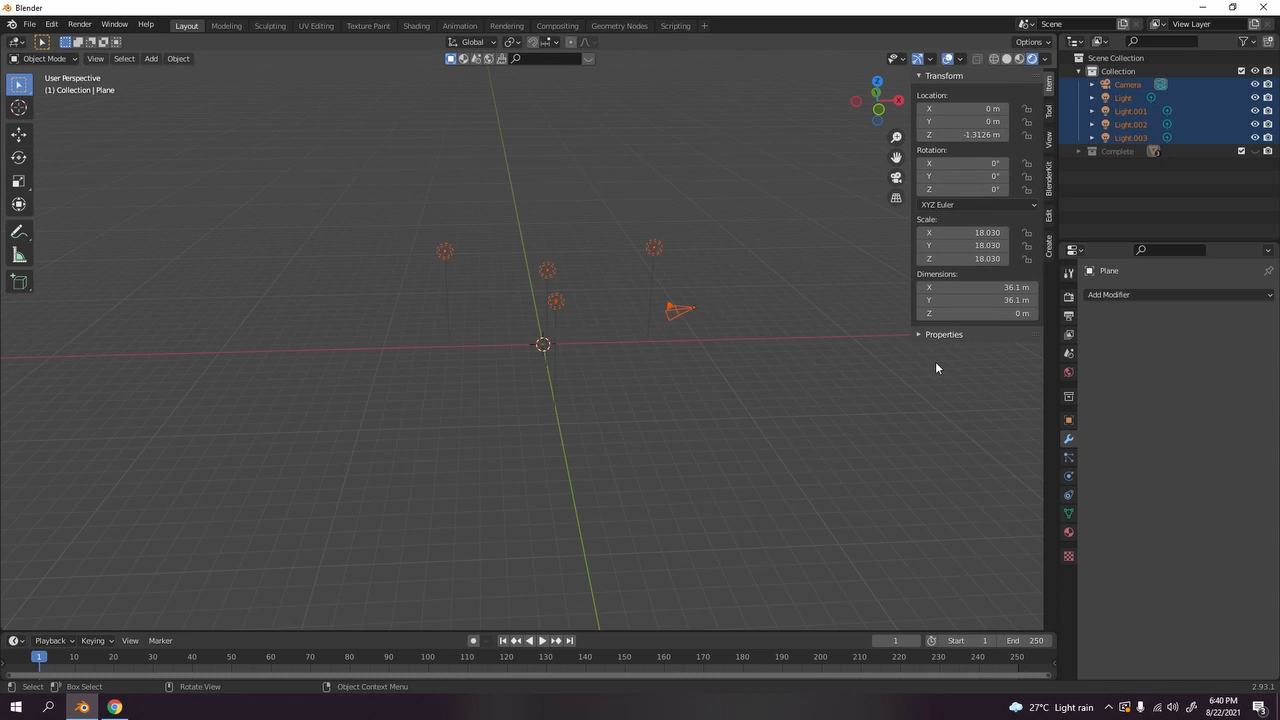 Blender
File Edit Render Window Help Layout Modeling Sculpting UV Editing Texture Paint Shading Animation Rendering Compositing Geometry Nodes Scripting + Scene View Layer
Global Options
Object Mode View Select Add Object
User Perspective
(1) Collection | Plane
Z
X
Transform
Location:
X 0 m
Y 0 m
Z -1.3126 m
Rotation:
X 0°
Y 0°
Z 0°
XYZ Euler
Scale:
X 18.030
Y 18.030
Z 18.030
Dimensions:
X 36.1 m
Y 36.1 m
Z 0 m
Properties
Item
Tool
View
BlenderKit
Edit
Create
Scene Collection
Collection
Camera
Light
Light.001
Light.002
Light.003
Complete
Plane
Add Modifier
Playback Keying View Marker 1 Start 1 End 250
1 10 20 30 40 50 60 70 80 90 100 110 120 130 140 150 160 170 180 190 200 210 220 230 240 250
Select Box Select Rotate View Object Context Menu 2.93.1
27°C Light rain 6:40 PM
8/22/2021